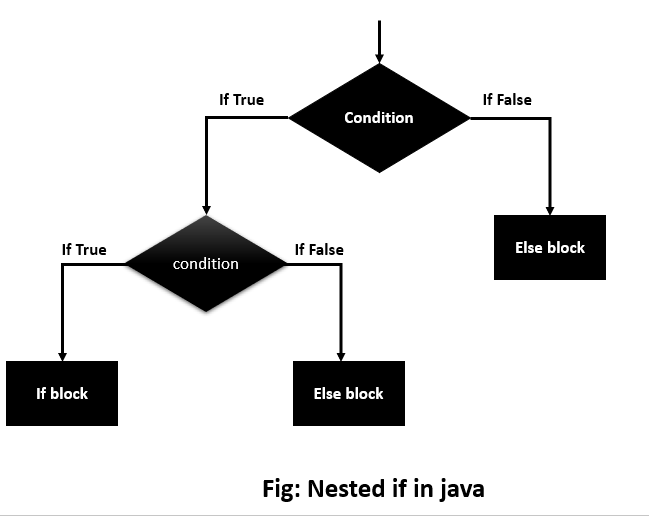 If True
If False
Condition
If True
If False
condition
Else block
If block
Else block
Fig: Nested if in java